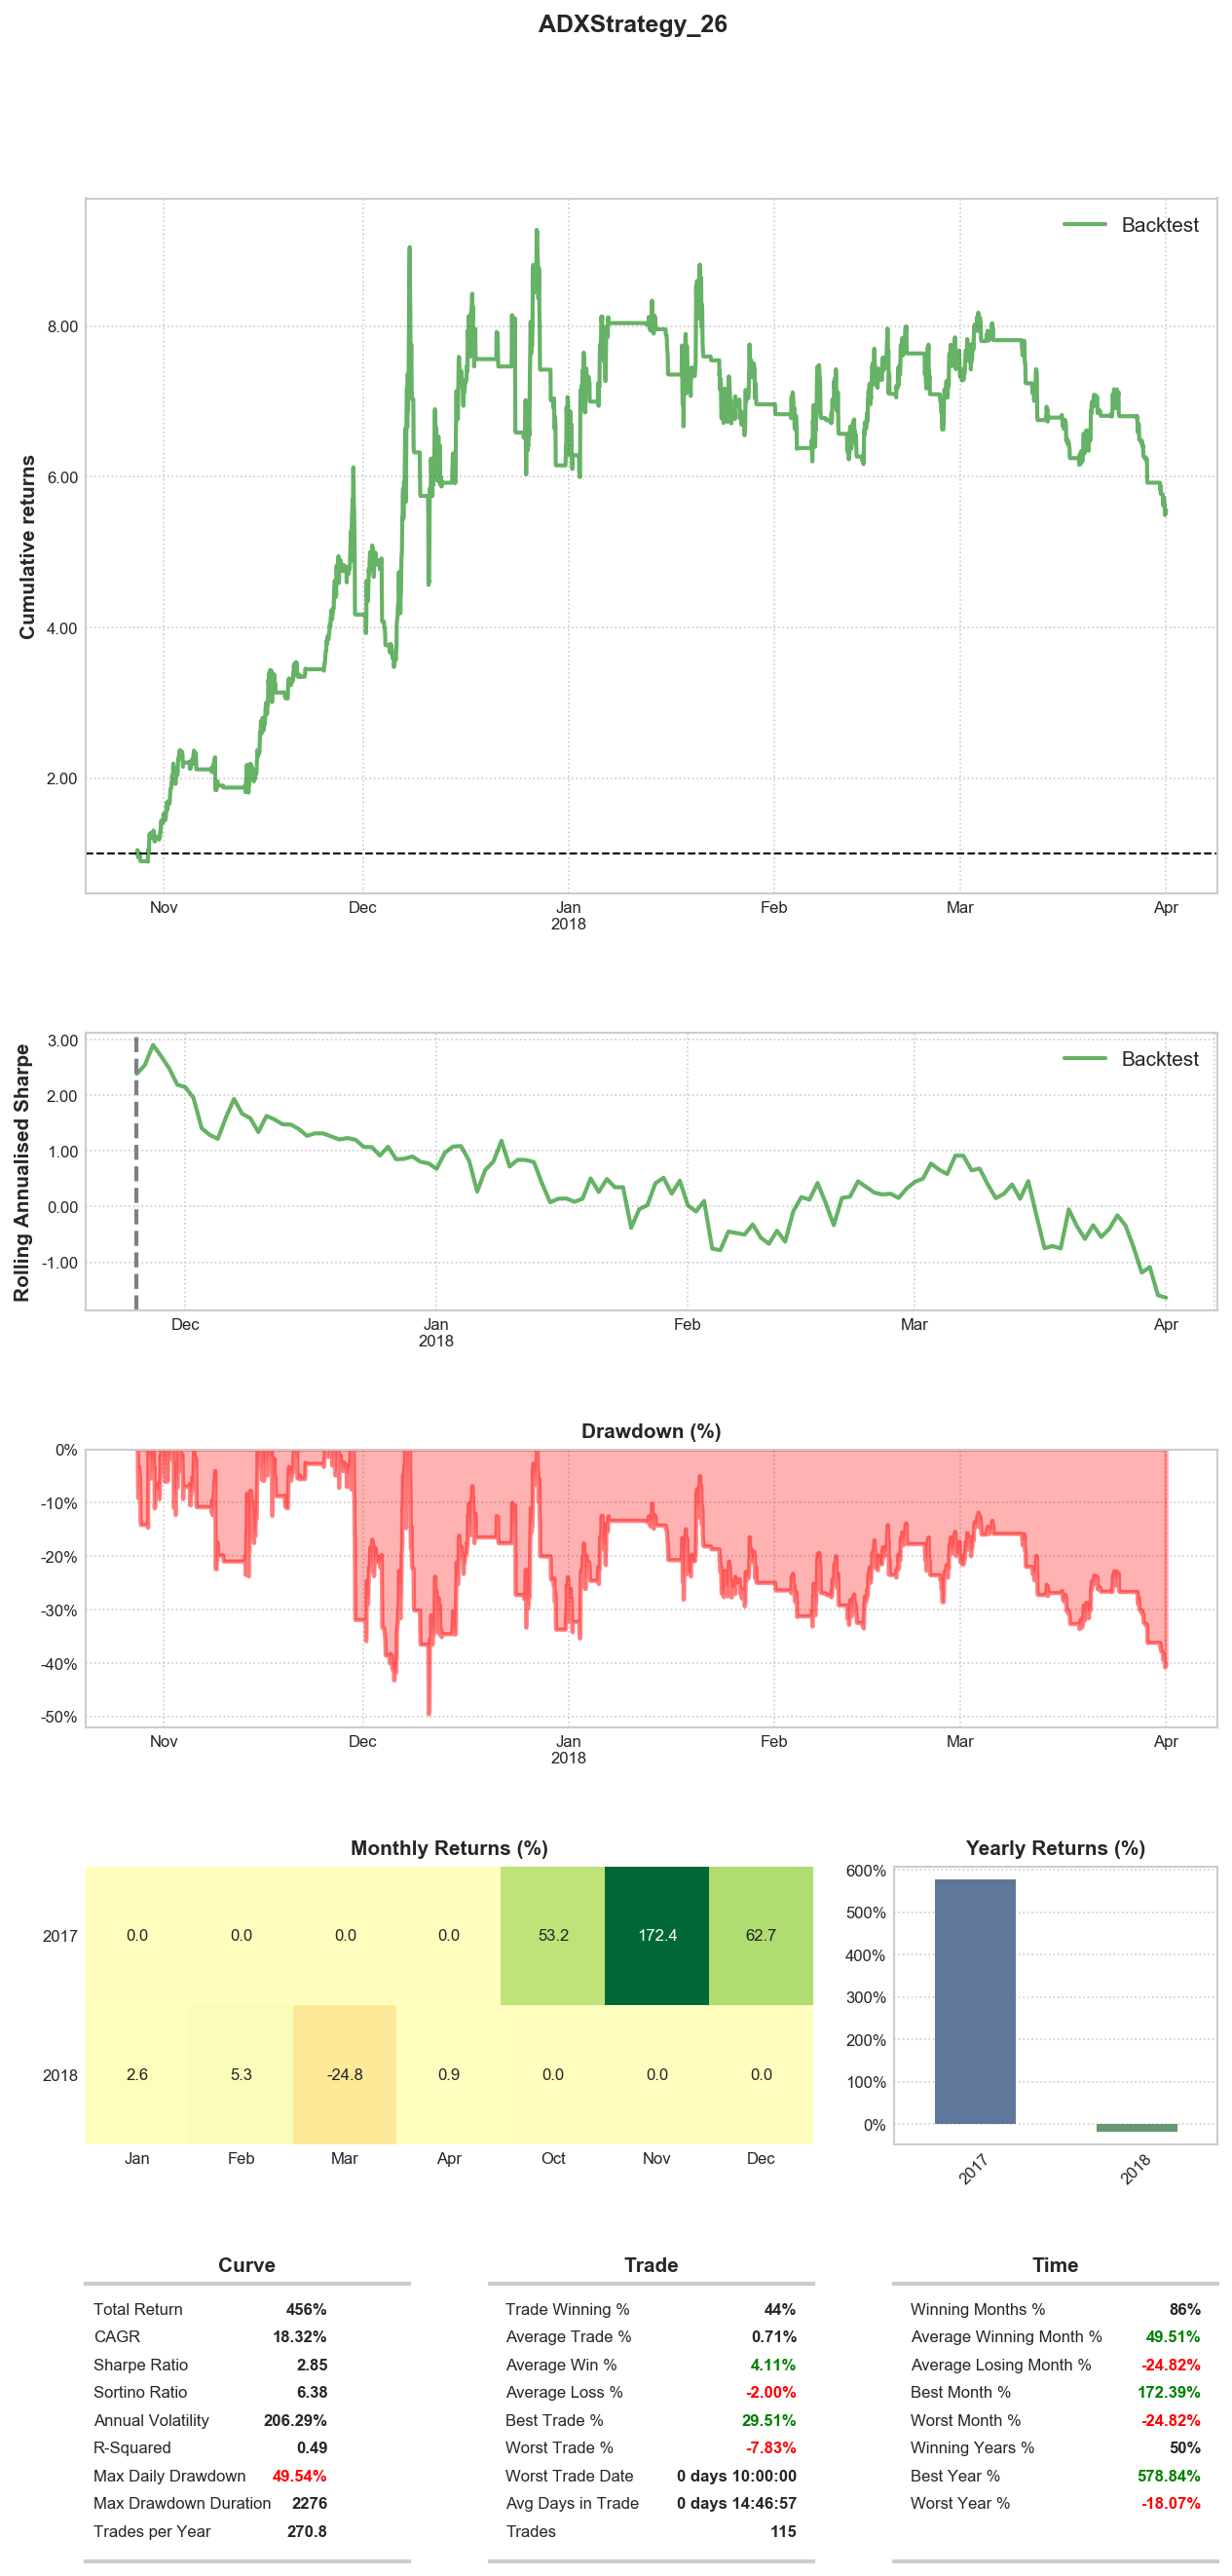 ADXStrategy_26
Backtest
Cumulative returns
8.00
6.00
4.00
2.00
Nov Dec Jan Feb Mar Apr
2018
Backtest
Rolling Annualised Sharpe
3.00
2.00
1.00
0.00
-1.00
Dec Jan Feb Mar Apr
2018
Drawdown (%)
0%
-10%
-20%
-30%
-40%
-50%
Nov Dec Jan Feb Mar Apr
2018
Monthly Returns (%)
2017 0.0 0.0 0.0 0.0 53.2 172.4 62.7
2018 2.6 5.3 -24.8 0.9 0.0 0.0 0.0
Jan Feb Mar Apr Oct Nov Dec
Yearly Returns (%)
600%
500%
400%
300%
200%
100%
0%
2017 2018
Curve
Total Return 456%
CAGR 18.32%
Sharpe Ratio 2.85
Sortino Ratio 6.38
Annual Volatility 206.29%
R-Squared 0.49
Max Daily Drawdown 49.54%
Max Drawdown Duration 2276
Trades per Year 270.8
Trade
Trade Winning % 44%
Average Trade % 0.71%
Average Win % 4.11%
Average Loss % -2.00%
Best Trade % 29.51%
Worst Trade % -7.83%
Worst Trade Date 0 days 10:00:00
Avg Days in Trade 0 days 14:46:57
Trades 115
Time
Winning Months % 86%
Average Winning Month % 49.51%
Average Losing Month % -24.82%
Best Month % 172.39%
Worst Month % -24.82%
Winning Years % 50%
Best Year % 578.84%
Worst Year % -18.07%